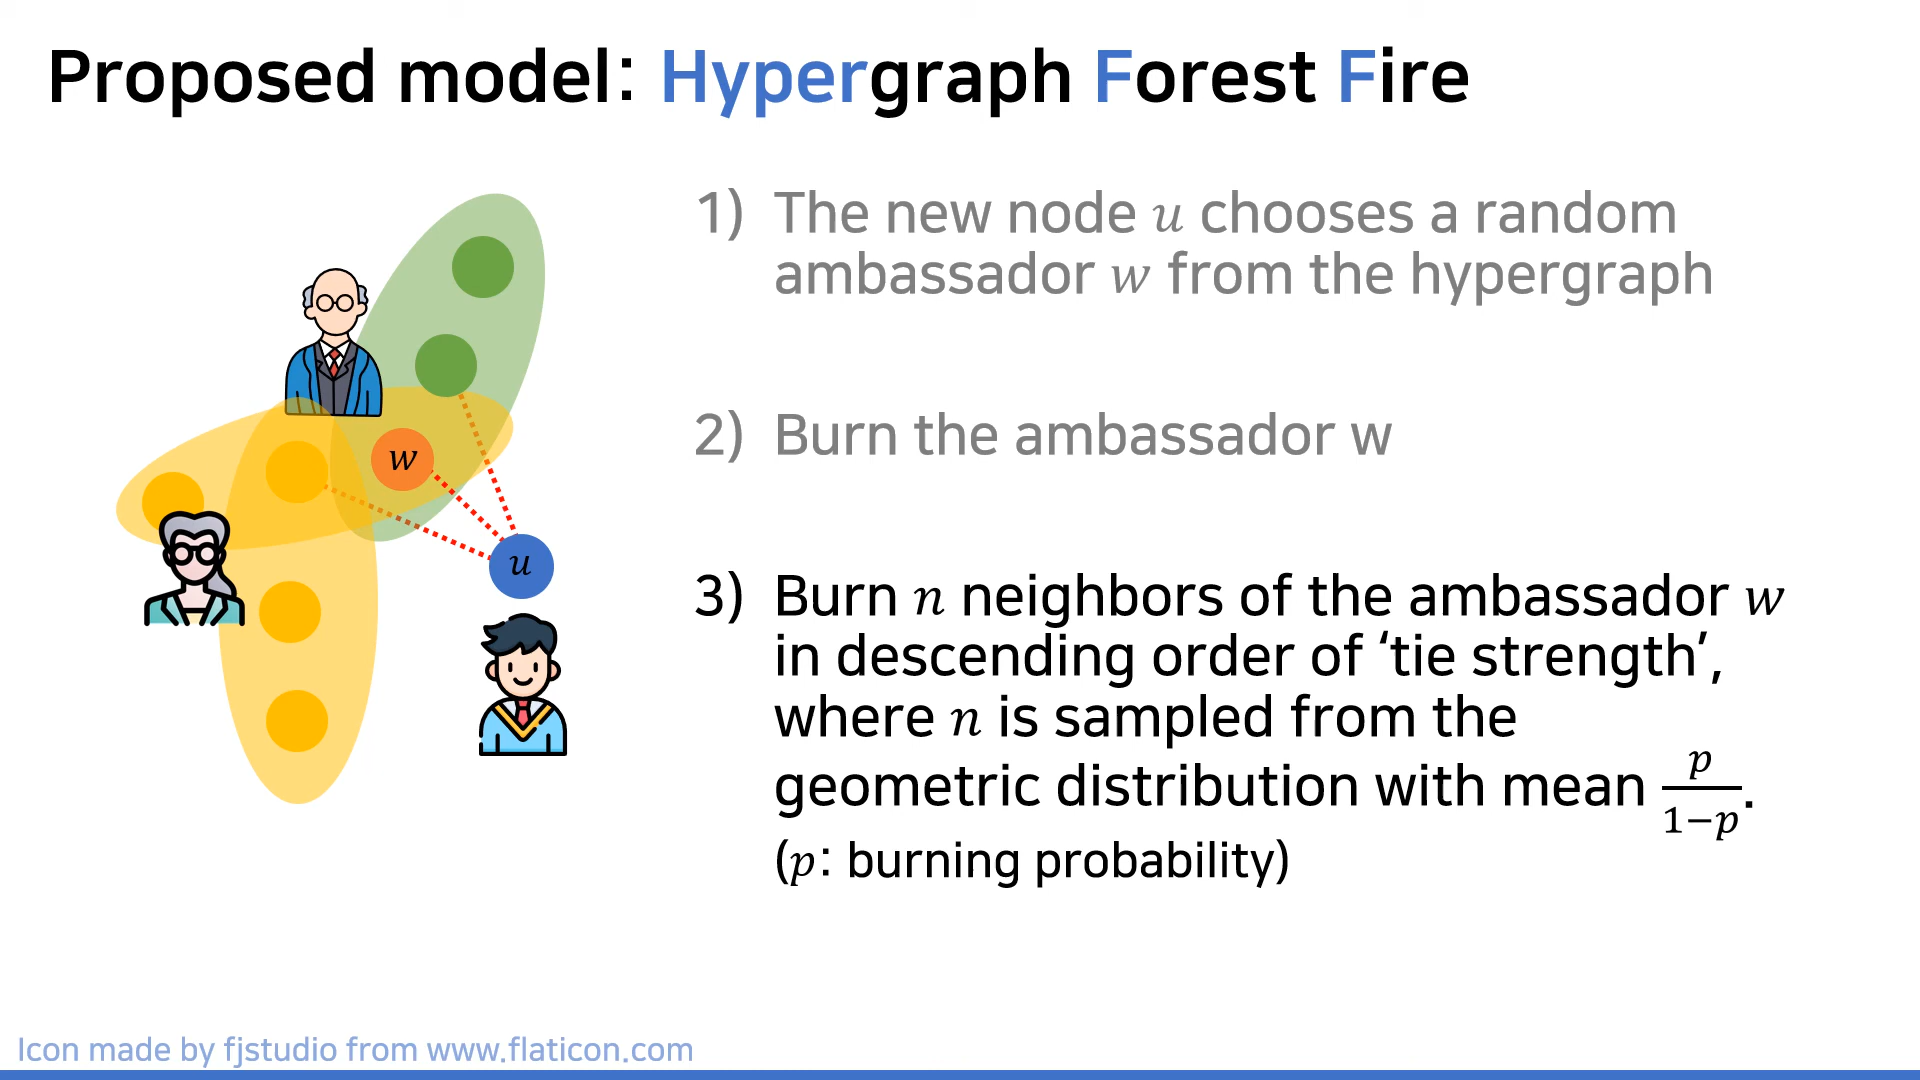 Proposed model: Hypergraph Forest Fire
1) The new node u chooses a random
ambassador w from the hypergraph
2) Burn the ambassador w
w
u
3) Burn n neighbors of the ambassador w
in descending order of ‘tie strength’,
where n is sampled from the
geometric distribution with mean p/(1−p).
(p: burning probability)
Icon made by fjstudio from www.flaticon.com